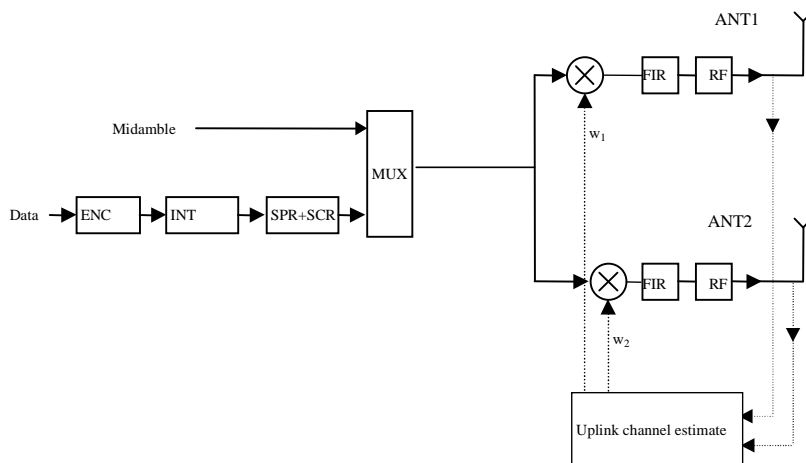 ANT1
FIR
RF
Midamble
w1
MUX
Data
ENC
INT
SPR+SCR
ANT2
FIR
RF
w2
Uplink channel estimate